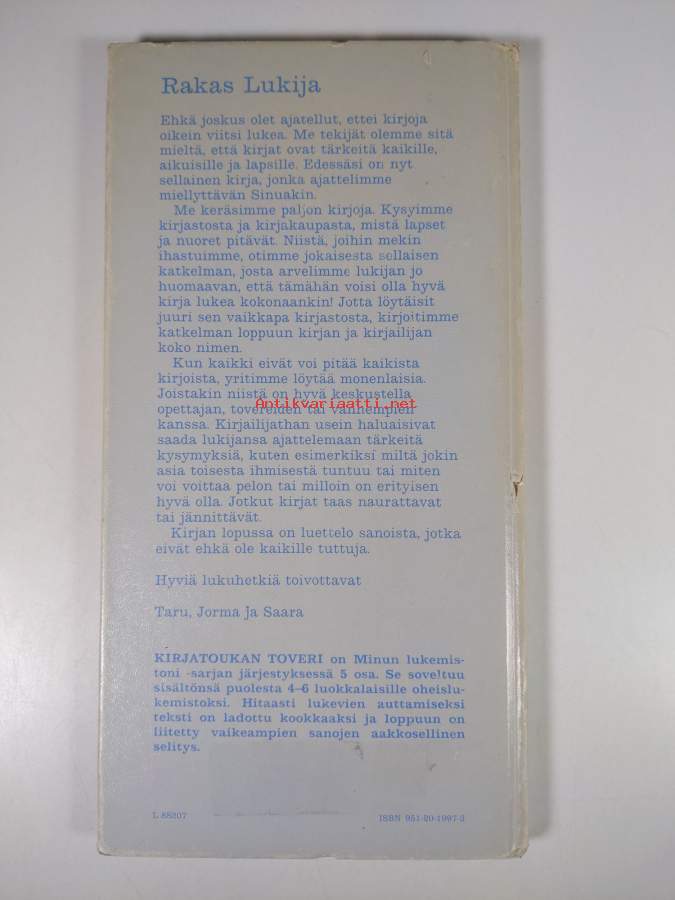 Rakas Lukija
Ehkä joskus olet ajatellut, ettei kirjoja
oikein viitsi lukea. Me tekijät olemme sitä
mieltä, että kirjat ovat tärkeitä kaikille,
aikuisille ja lapsille. Edessäsi on nyt
sellainen kirja, jonka ajattelimme
miellyttävän Sinuakin.
Me keräsimme paljon kirjoja. Kysyimme
kirjastosta ja kirjakaupasta, mistä lapset
ja nuoret pitävät. Niistä, joihin mekin
ihastuimme, otimme jokaisesta sellaisen
katkelman, josta arvelimme lukijan jo
huomaavan, että tämähän voisi olla hyvä
kirja lukea kokonaankin! Jotta löytäisit
juuri sen vaikkapa kirjastosta, kirjoitimme
katkelman loppuun kirjan ja kirjailijan
koko nimen.
Kun kaikki eivät voi pitää kaikista
kirjoista, yritimme löytää monenlaisia.
Joistakin niistä on hyvä keskustella
Antikvariaatti.net
opettajan, tovereiden tai vanhempien
kanssa. Kirjailijathan usein haluaisivat
saada lukijansa ajattelemaan tärkeitä
kysymyksiä, kuten esimerkiksi miltä jokin
asia toisesta ihmisestä tuntuu tai miten
voi voittaa pelon tai milloin on erityisen
hyvä olla. Jotkut kirjat taas naurattavat
tai jännittävät.
Kirjan lopussa on luettelo sanoista, jotka
eivät ehkä ole kaikille tuttuja.
Hyviä lukuhetkiä toivottavat
Taru, Jorma ja Saara
KIRJATOUKAN TOVERI on Minun lukemis-
toni -sarjan järjestyksessä 5 osa. Se soveltuu
sisältönsä puolesta 4-6 luokkalaisille oheislu-
kemistoksi. Hitaasti lukevien auttamiseksi
teksti on ladottu kookkaaksi ja loppuun on
liitetty vaikeampien sanojen aakkosellinen
selitys.
L 88207
ISBN 951-20-1997-2